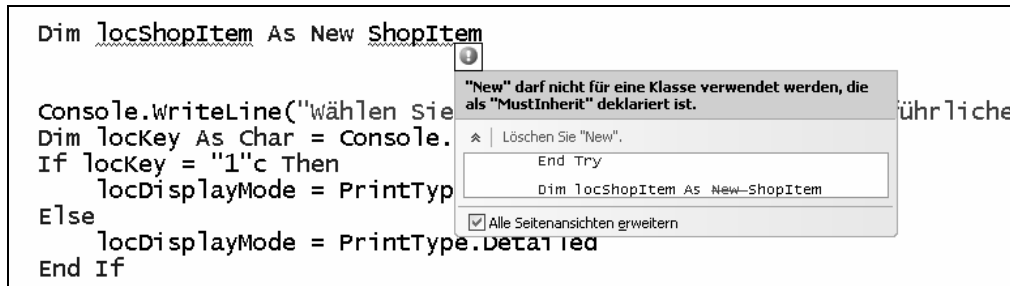 Dim locShopItem As New ShopItem
"New" darf nicht für eine Klasse verwendet werden, die
als "MustInherit" deklariert ist.
Löschen Sie "New".
End Try
Dim locShopItem As New ShopItem
Alle Seitenansichten erweitern
Console.WriteLine("Wählen Sie ührliche
Dim locKey As Char = Console.
If locKey = "1"c Then
locDisplayMode = PrintTyp
Else
locDisplayMode = PrintType.Detailed
End If